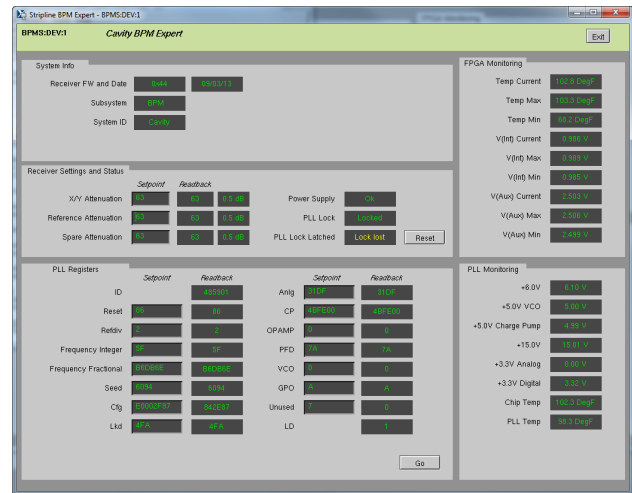 Stripline BPM Expert - BPMS:DEV:1
BPMS:DEV:1 Cavity BPM Expert Exit
System Info
Receiver FW and Date 0x44 09/03/13
Subsystem BPM
System ID Cavity
FPGA Monitoring
Temp Current 102.8 DegF
Temp Max 103.3 DegF
Temp Min 68.2 DegF
V(Int) Current 0.986 V
V(Int) Max 0.989 V
V(Int) Min 0.985 V
V(Aux) Current 2.503 V
V(Aux) Max 2.506 V
V(Aux) Min 2.499 V
Receiver Settings and Status
Setpoint Readback
X/Y Attenuation 63 63 0.5 dB Power Supply Ok
Reference Attenuation 63 63 0.5 dB PLL Lock Locked
Spare Attenuation 63 63 0.5 dB PLL Lock Latched Lock lost Reset
PLL Registers
Setpoint Readback Setpoint Readback
ID 485901 Anlg 31DF 31DF
Reset 86 86 CP 4BFE00 4BFE00
Refdiv 2 2 OPAMP 0 0
Frequency Integer 5F 5F PFD 7A 7A
Frequency Fractional B6DB6E B6DB6E VCO 0 0
Seed 6094 6094 GPO A A
Cfg 842E87 Unused 7 0
Lkd 4FA 4FA LD 1
Go
PLL Monitoring
+6.0V 6.10 V
+5.0V VCO 5.00 V
+5.0V Charge Pump 4.99 V
+15.0V 15.01 V
+3.3V Analog 0.00 V
+3.3V Digital 3.32 V
Chip Temp 102.3 DegF
PLL Temp 98.3 DegF